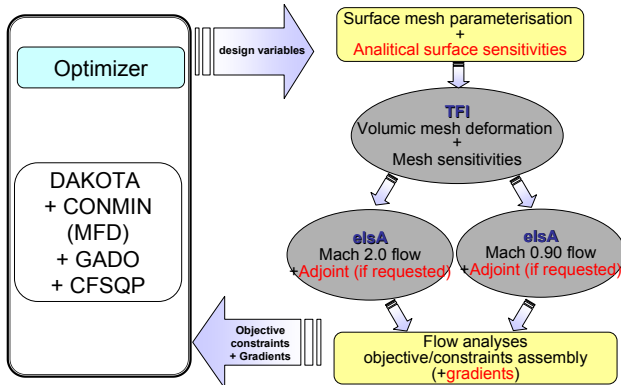 Optimizer
DAKOTA
+ CONMIN
(MFD)
+ GADO
+ CFSQP
design variables
Surface mesh parameterisation
+
Analitical surface sensitivities
TFI
Volumic mesh deformation
+
Mesh sensitivities
elsA
Mach 2.0 flow
+Adjoint (if requested)
elsA
Mach 0.90 flow
+Adjoint (if requested)
Flow analyses
objective/constraints assembly
(+gradients)
Objective
constraints
+ Gradients